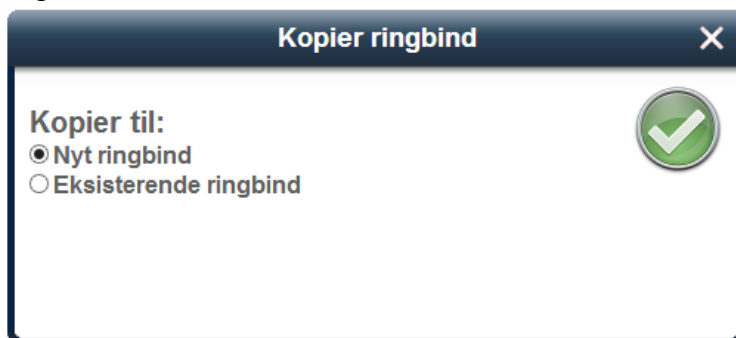 Kopier ringbind
Kopier til:
Nyt ringbind
Eksisterende ringbind